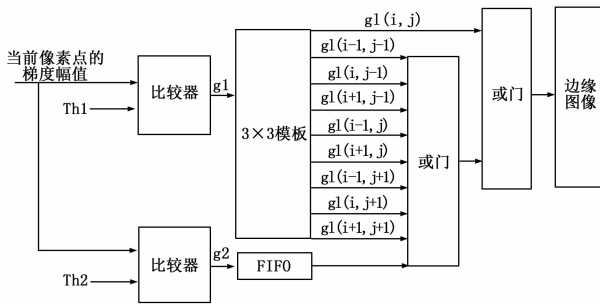 当前像素点的
梯度幅值
Th1
比较器
g1
3×3模板
gl(i,j)
gl(i-1,j-1)
gl(i,j-1)
gl(i+1,j-1)
gl(i-1,j)
gl(i+1,j)
gl(i-1,j+1)
gl(i,j+1)
gl(i+1,j+1)
或门
或门
边缘
图像
Th2
比较器
g2
FIFO